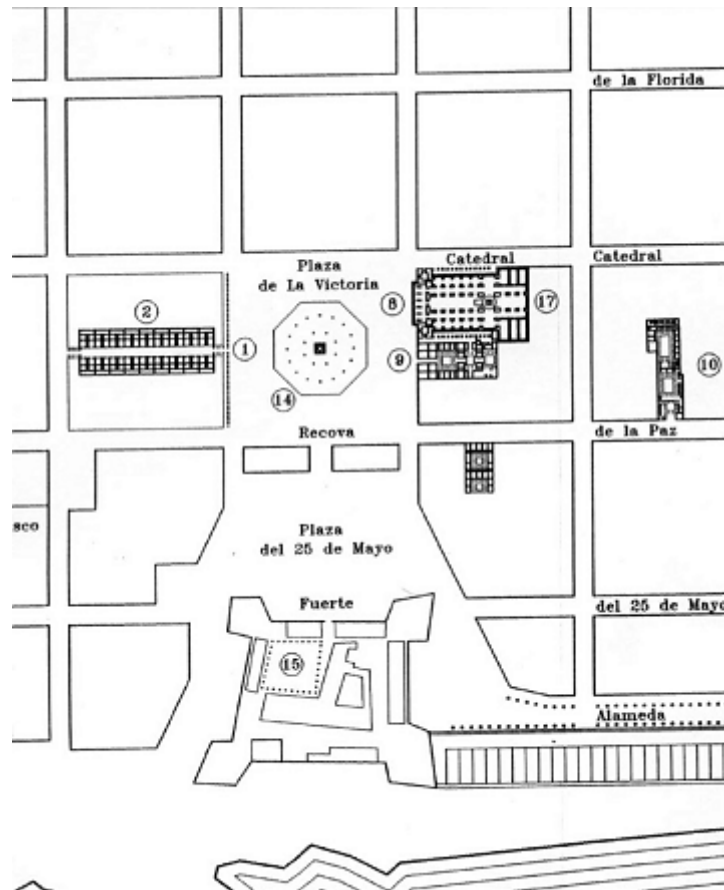 de la Florida
Plaza
de La Victoria
Catedral
Catedral
2
8
17
1
9
10
14
Recova
de la Paz
sco
Plaza
del 25 de Mayo
Fuerte
del 25 de Mayo
15
Alameda